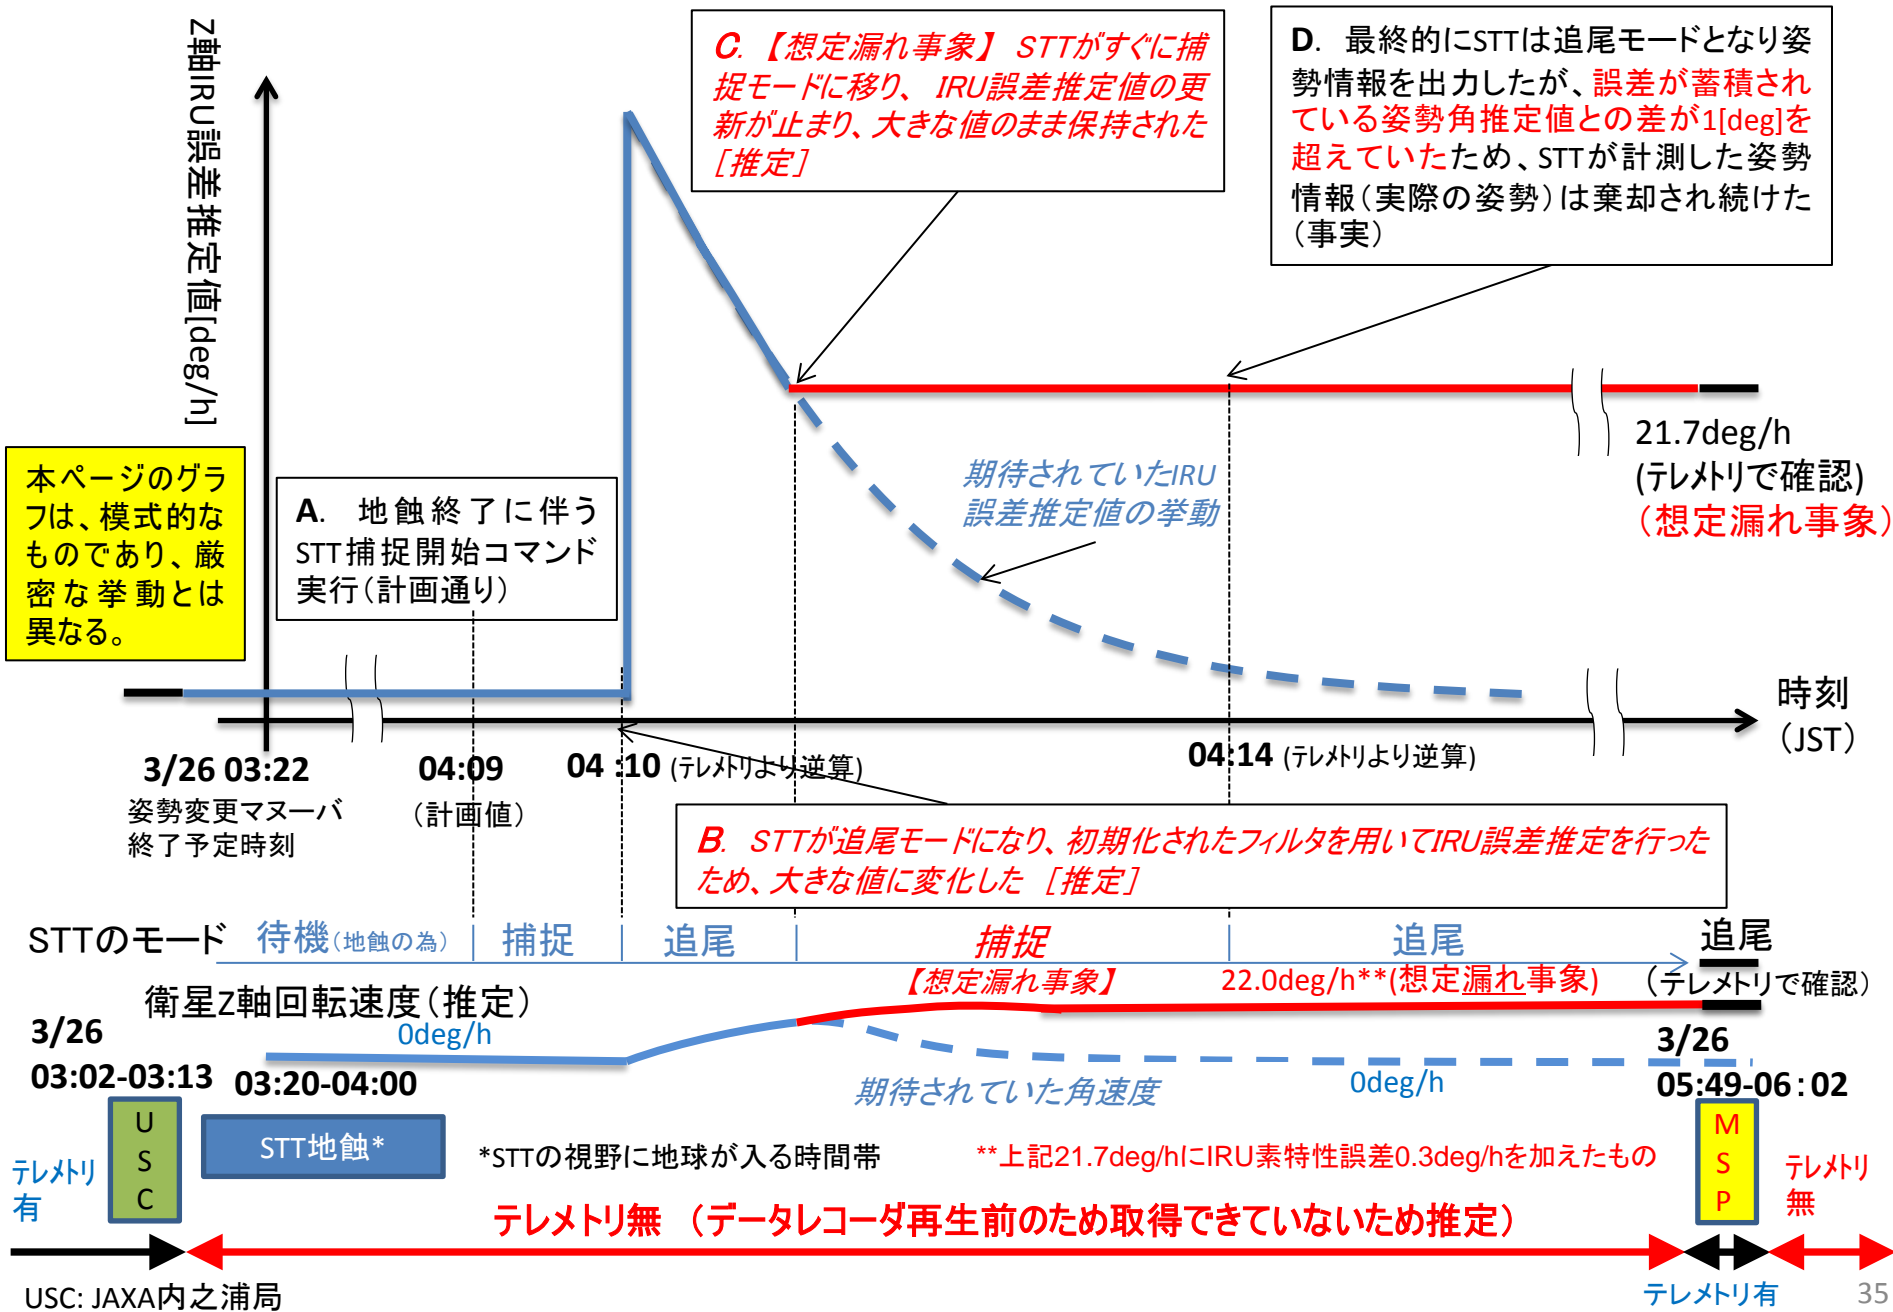 Z軸IRU誤差推定値[deg/h]
C. 【想定漏れ事象】 STTがすぐに捕
捉モードに移り、 IRU誤差推定値の更
新が止まり、大きな値のまま保持された
［推定］
D. 最終的にSTTは追尾モードとなり姿
勢情報を出力したが、誤差が蓄積され
ている姿勢角推定値との差が1[deg]を
超えていたため、STTが計測した姿勢
情報(実際の姿勢)は棄却され続けた
(事実)
21.7deg/h
(テレメトリで確認)
(想定漏れ事象)
本ページのグラ
フは、模式的な
ものであり、厳
密な挙動とは
異なる。
A. 地蝕終了に伴う
STT捕捉開始コマンド
実行(計画通り)
期待されていたIRU
誤差推定値の挙動
時刻
(JST)
3/26 03:22
姿勢変更マヌーバ
終了予定時刻
04:09
(計画値)
04 :10 (テレメトリより逆算)
04:14 (テレメトリより逆算)
B. STTが追尾モードになり、初期化されたフィルタを用いてIRU誤差推定を行った
ため、大きな値に変化した ［推定］
STTのモード 待機(地蝕の為) 捕捉 追尾 捕捉 追尾 追尾
【想定漏れ事象】 22.0deg/h**(想定漏れ事象) (テレメトリで確認)
衛星Z軸回転速度(推定)
0deg/h
3/26
03:02-03:13 03:20-04:00
期待されていた角速度
0deg/h
3/26
05:49-06:02
テレメトリ
有
U
S
C
STT地蝕*
*STTの視野に地球が入る時間帯
**上記21.7deg/hにIRU素特性誤差0.3deg/hを加えたもの
M
S
P
テレメトリ
無
テレメトリ無 (データレコーダ再生前のため取得できていないため推定)
USC: JAXA内之浦局
テレメトリ有
35